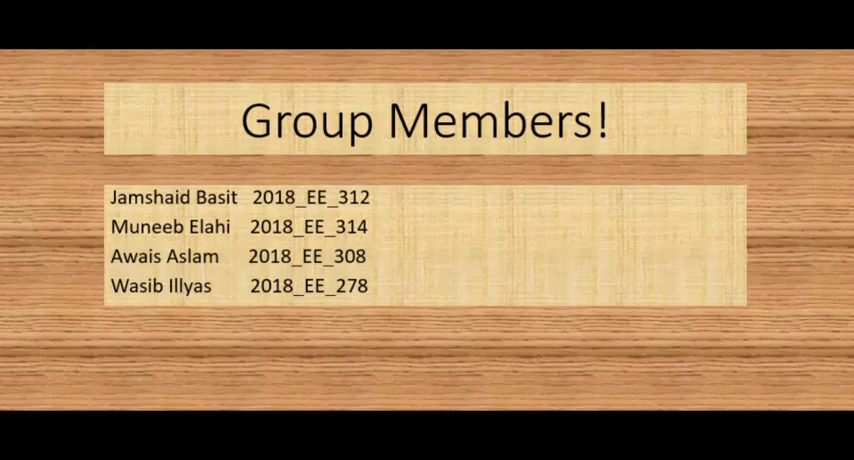 Group Members!
Jamshaid Basit 2018_EE_312
Muneeb Elahi 2018_EE_314
Awais Aslam 2018_EE_308
Wasib Illyas 2018_EE_278